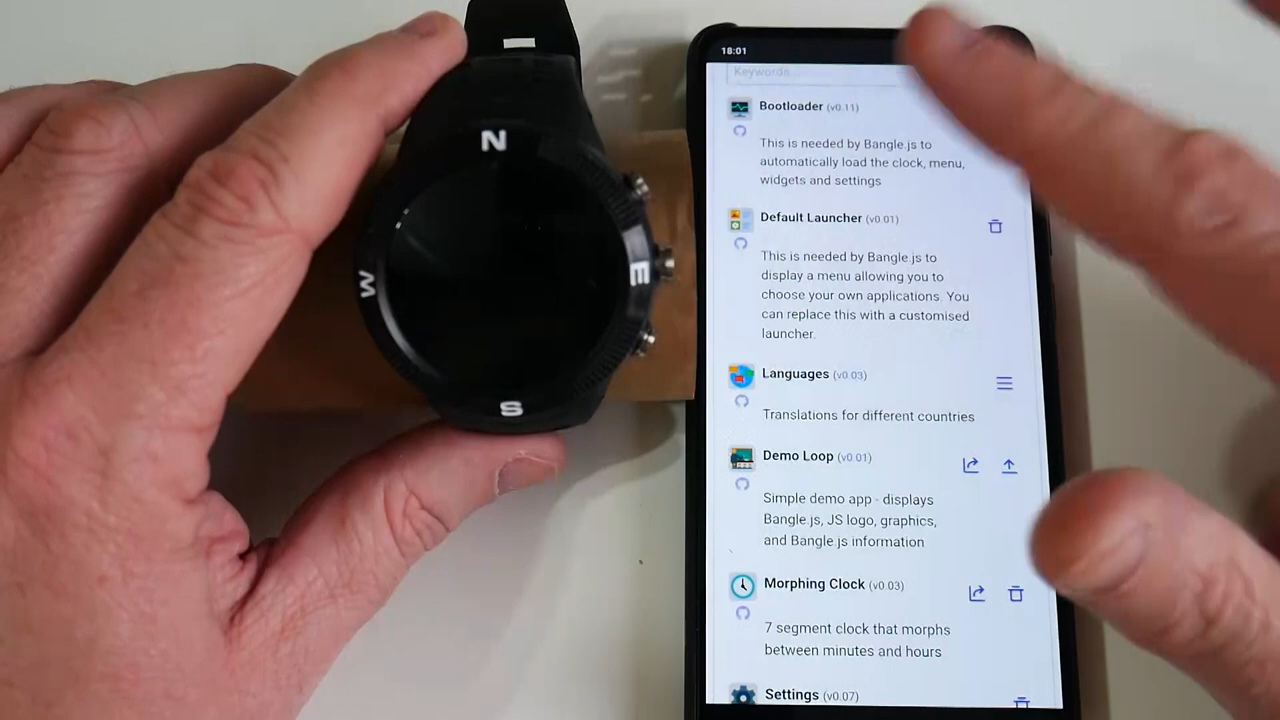 N
E
W
S
18:01
Keywords...
Bootloader (v0.11)
This is needed by Bangle.js to
automatically load the clock, menu,
widgets and settings
Default Launcher (v0.01)
This is needed by Bangle.js to
display a menu allowing you to
choose your own applications. You
can replace this with a customised
launcher.
Languages (v0.03)
Translations for different countries
Demo Loop (v0.01)
Simple demo app - displays
Bangle.js, JS logo, graphics,
and Bangle.js information
Morphing Clock (v0.03)
7 segment clock that morphs
between minutes and hours
Settings (v0.07)